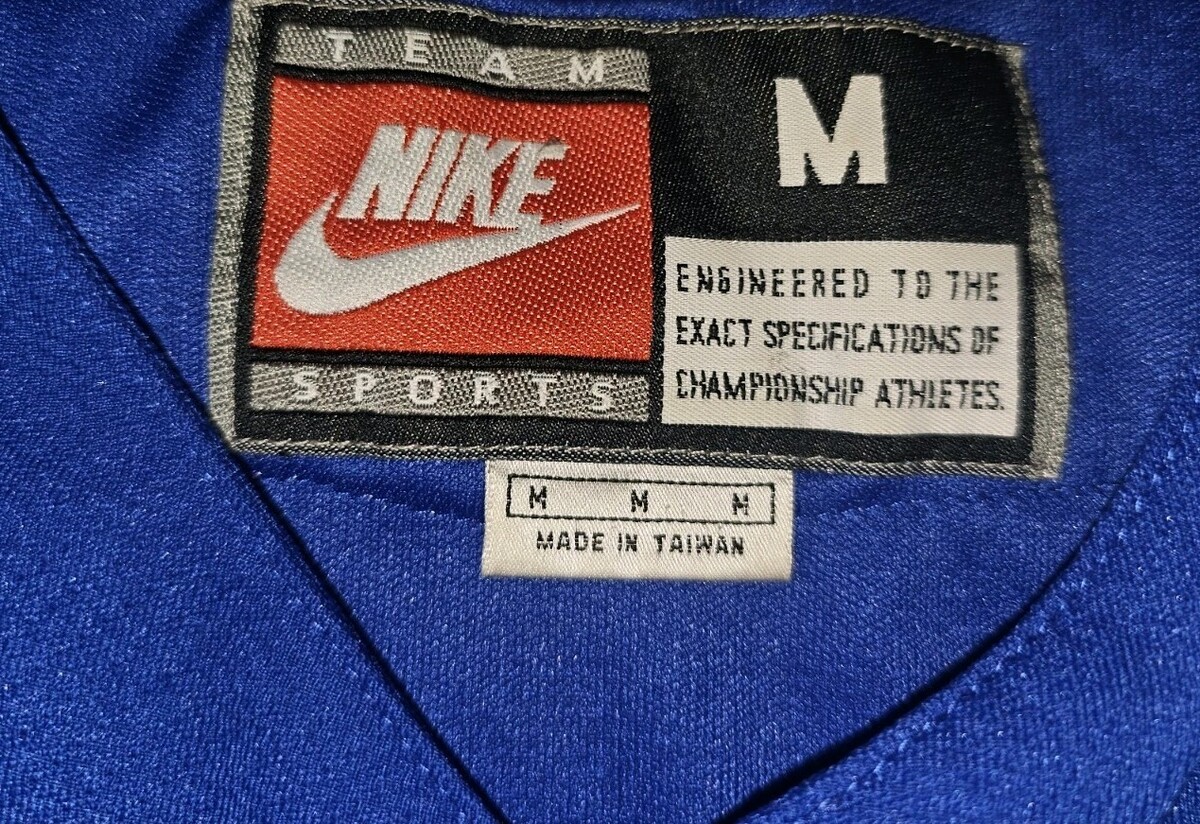 TEAM
NIKE
SPORTS
M
ENGINEERED TO THE
EXACT SPECIFICATIONS OF
CHAMPIONSHIP ATHLETES.
M M M
MADE IN TAIWAN